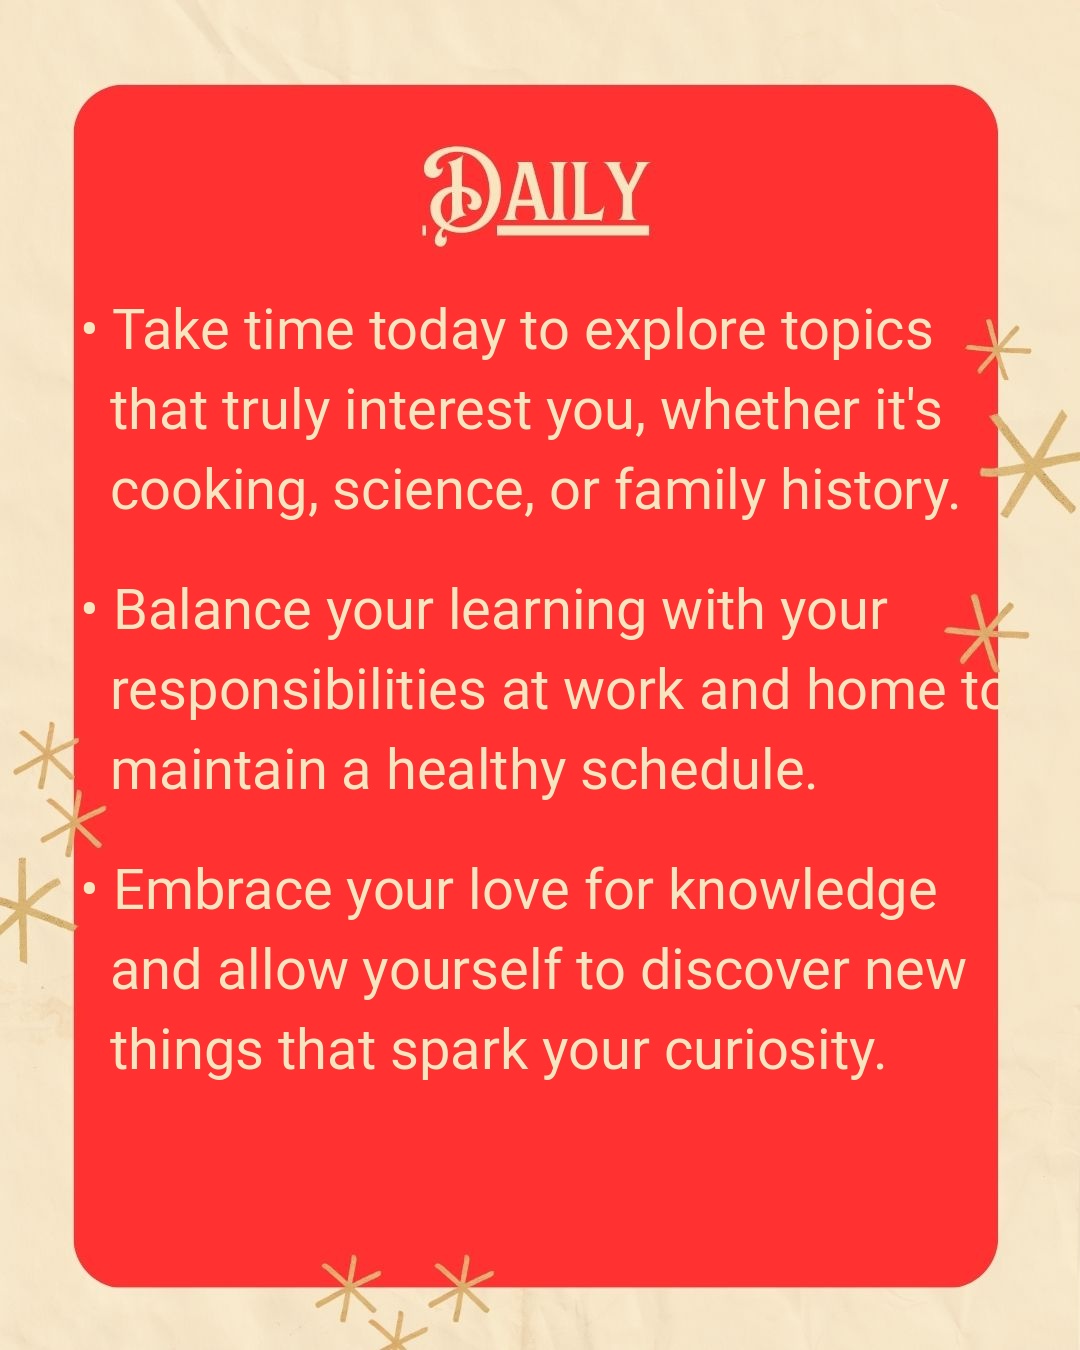 Daily
• Take time today to explore topics
that truly interest you, whether it's
cooking, science, or family history.
• Balance your learning with your
responsibilities at work and home to
maintain a healthy schedule.
• Embrace your love for knowledge
and allow yourself to discover new
things that spark your curiosity.